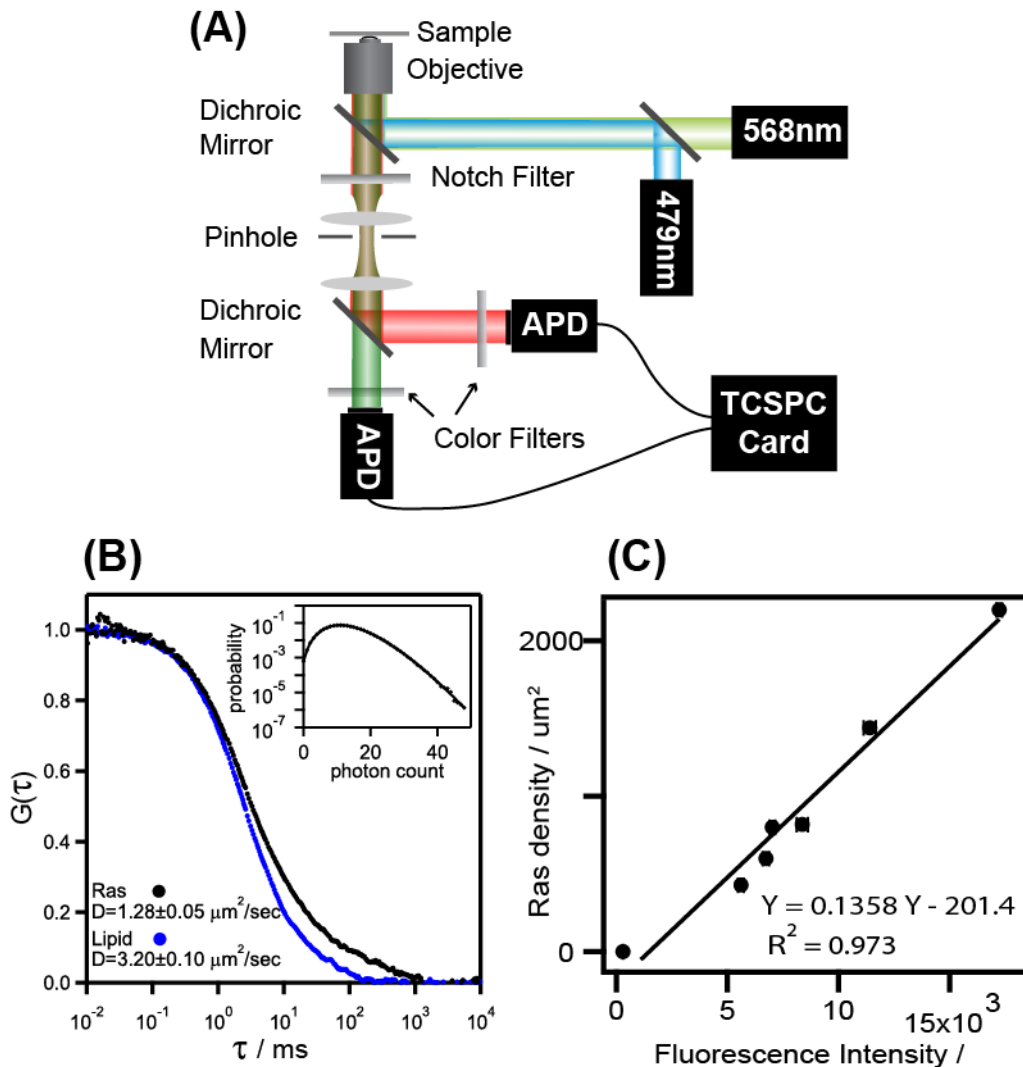 (A)
Sample
Objective
Dichroic
Mirror
568nm
Notch Filter
479nm
Pinhole
Dichroic
Mirror
APD
TCSPC
Card
Color Filters
APD
(B)
G(τ)
1.0
0.8
0.6
0.4
0.2
0.0
10⁻²
10⁻¹
10⁰
10¹
10²
10³
10⁴
τ / ms
Ras
D=1.28±0.05 μm²/sec
Lipid
D=3.20±0.10 μm²/sec
probability
10⁻¹
10⁻³
10⁻⁵
10⁻⁷
0
20
40
photon count
(C)
Ras density / um²
2000
0
0
5
10
15x10³
Y = 0.1358 Y - 201.4
R² = 0.973
Fluorescence Intensity /